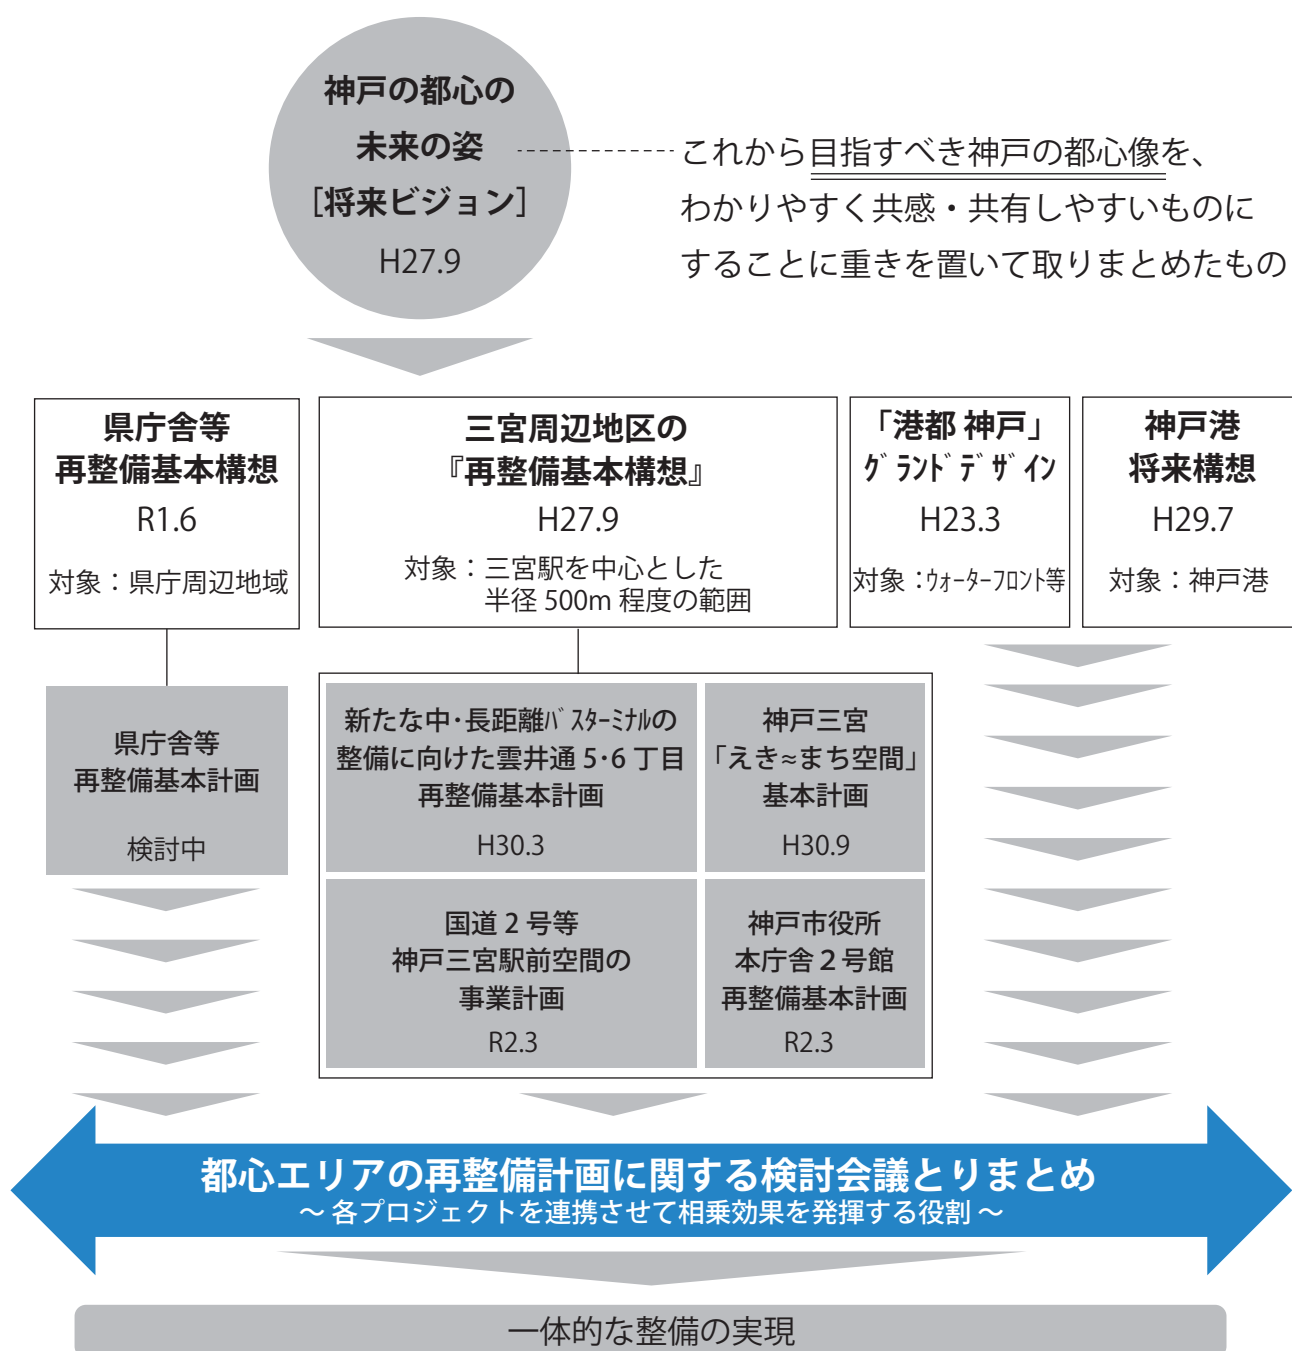 神戸の都心の
未来の姿
[将来ビジョン]
H27.9
これから目指すべき神戸の都心像を、
わかりやすく共感・共有しやすいものに
することに重きを置いて取りまとめたもの
県庁舎等
再整備基本構想
R1.6
対象：県庁周辺地域
三宮周辺地区の
『再整備基本構想』
H27.9
対象：三宮駅を中心とした
半径 500m 程度の範囲
「港都 神戸」
ｸﾞﾗﾝﾄﾞﾃﾞｻﾞｲﾝ
H23.3
対象：ｳｫｰﾀｰﾌﾛﾝﾄ等
神戸港
将来構想
H29.7
対象：神戸港
県庁舎等
再整備基本計画
検討中
新たな中･長距離ﾊﾞｽﾀｰﾐﾅﾙの
整備に向けた雲井通 5･6 丁目
再整備基本計画
H30.3
神戸三宮
「えき≈まち空間」
基本計画
H30.9
国道 2 号等
神戸三宮駅前空間の
事業計画
R2.3
神戸市役所
本庁舎２号館
再整備基本計画
R2.3
都心エリアの再整備計画に関する検討会議とりまとめ
～ 各プロジェクトを連携させて相乗効果を発揮する役割 ～
一体的な整備の実現